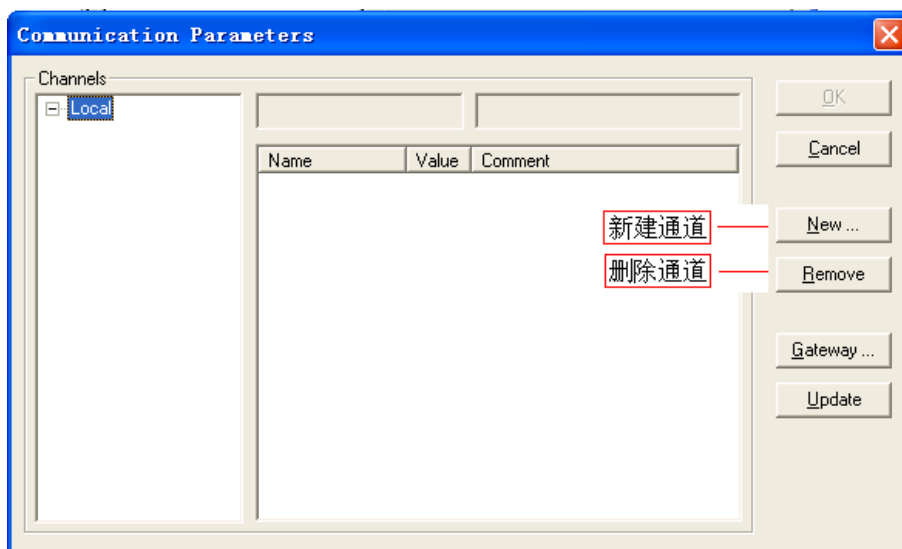 Communication Parameters
Channels
Local
Name Value Comment
OK
Cancel
新建通道
New ...
删除通道
Remove
Gateway ...
Update